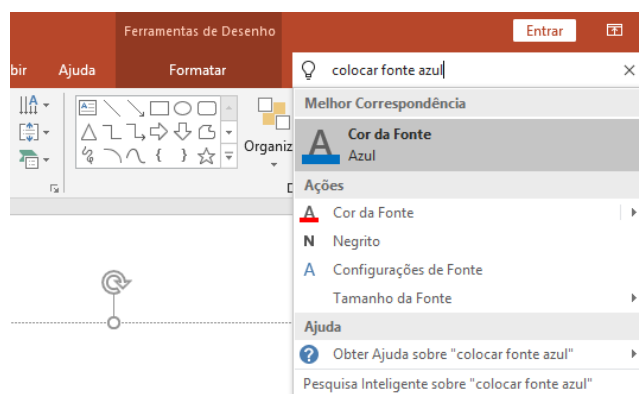 Ferramentas de Desenho
Entrar
bir Ajuda Formatar
colocar fonte azul
Melhor Correspondência
Cor da Fonte
Azul
Organiz
Ações
Cor da Fonte
N Negrito
Configurações de Fonte
Tamanho da Fonte
Ajuda
Obter Ajuda sobre "colocar fonte azul"
Pesquisa Inteligente sobre "colocar fonte azul"